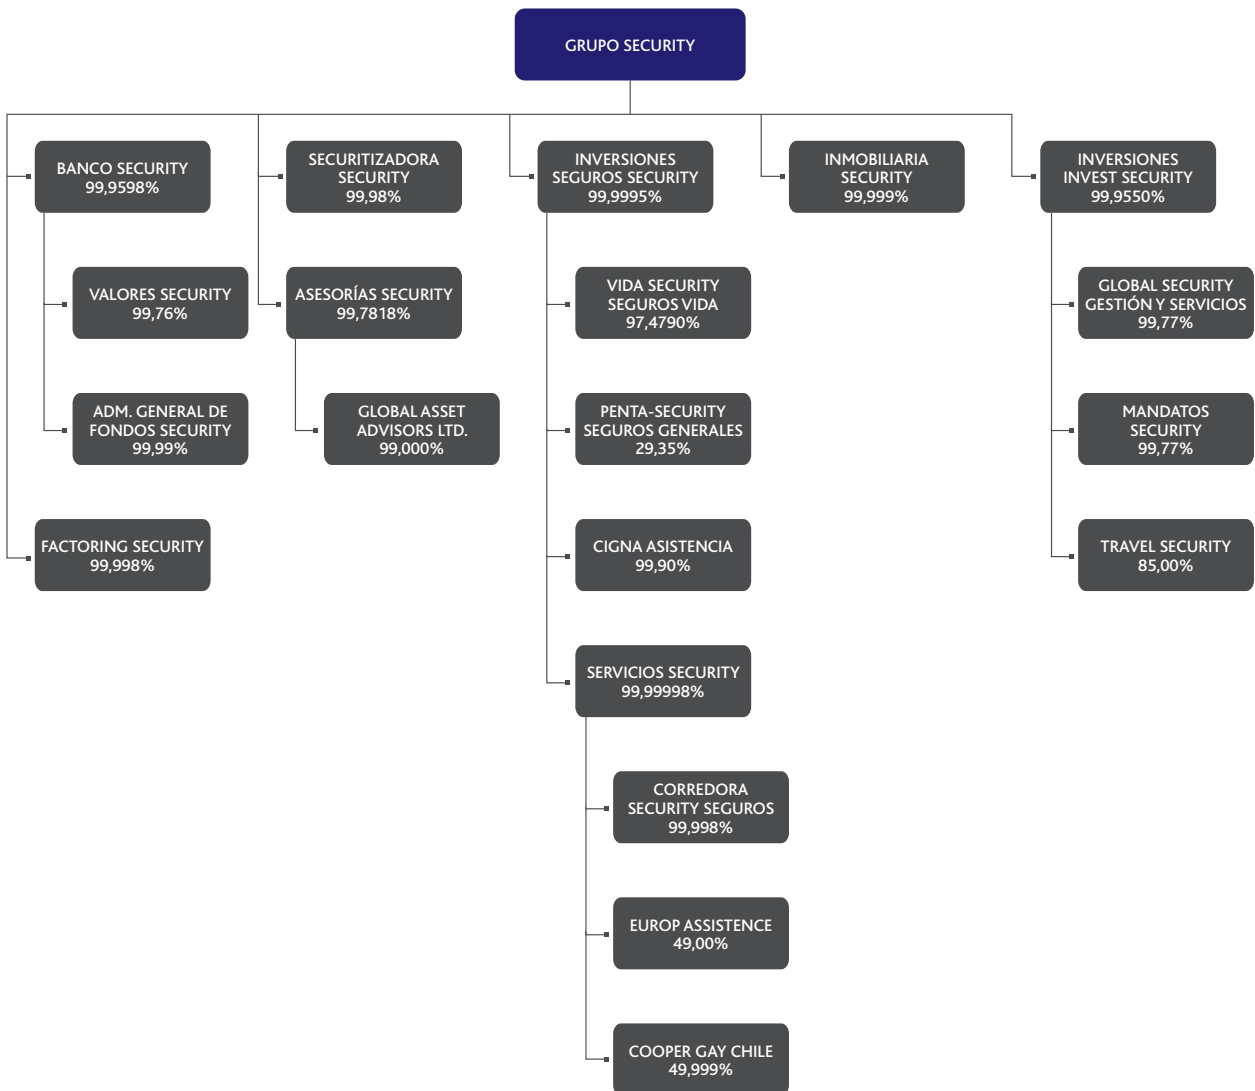 GRUPO SECURITY
BANCO SECURITY
99,9598%
SECURITIZADORA
SECURITY
99,98%
INVERSIONES
SEGUROS SECURITY
99,9995%
INMOBILIARIA
SECURITY
99,999%
INVERSIONES
INVEST SECURITY
99,9550%
VALORES SECURITY
99,76%
ASESORÍAS SECURITY
99,7818%
VIDA SECURITY
SEGUROS VIDA
97,4790%
GLOBAL SECURITY
GESTIÓN Y SERVICIOS
99,77%
ADM. GENERAL DE
FONDOS SECURITY
99,99%
GLOBAL ASSET
ADVISORS LTD.
99,000%
PENTA-SECURITY
SEGUROS GENERALES
29,35%
MANDATOS
SECURITY
99,77%
FACTORING SECURITY
99,998%
CIGNA ASISTENCIA
99,90%
TRAVEL SECURITY
85,00%
SERVICIOS SECURITY
99,99998%
CORREDORA
SECURITY SEGUROS
99,998%
EUROP ASSISTENCE
49,00%
COOPER GAY CHILE
49,999%